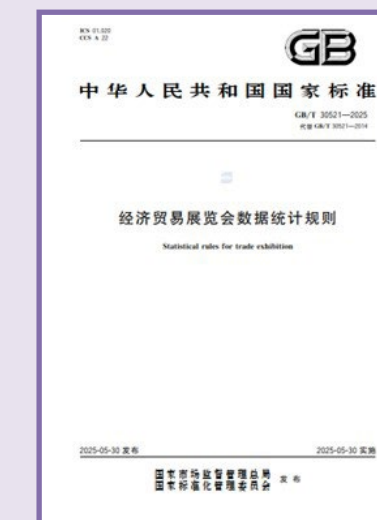 ICS 01.020
CCS A 22
GB
中华人民共和国国家标准
GB/T 30521—2025
代替 GB/T 30521—2014
经济贸易展览会数据统计规则
Statistical rules for trade exhibition
2025-05-30 发布
2025-05-30 实施
国家市场监督管理总局
国家标准化管理委员会
发布